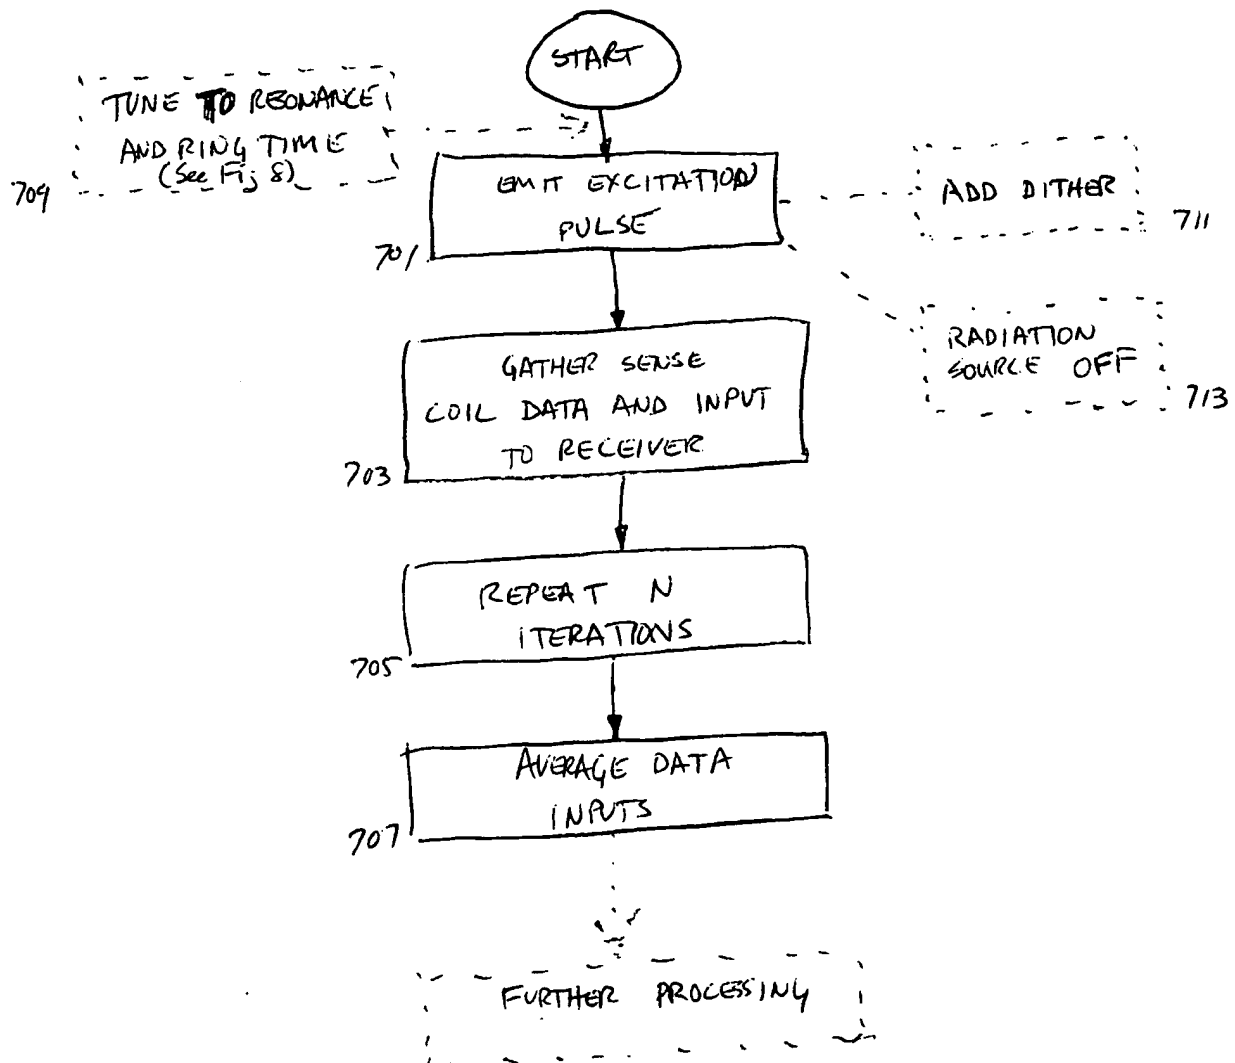 START
TUNE TO RESONANCE
AND RING TIME
(See Fig 8)
709
EMIT EXCITATION
PULSE
701
ADD DITHER
711
RADIATION
SOURCE OFF
713
GATHER SENSE
COIL DATA AND INPUT
TO RECEIVER
703
REPEAT N
ITERATIONS
705
AVERAGE DATA
INPUTS
707
FURTHER PROCESSING